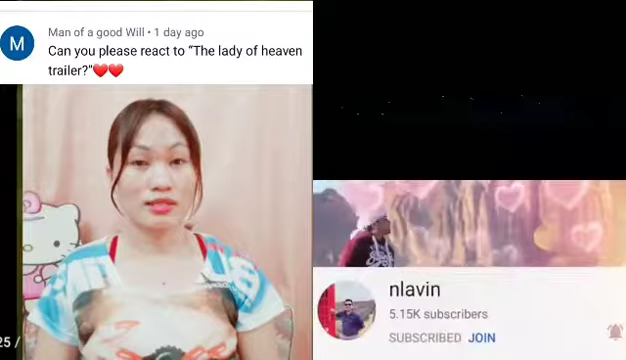 M
Man of a good Will • 1 day ago
Can you please react to “The lady of heaven
trailer?"❤️❤️
25 /
nlavin
5.15K subscribers
SUBSCRIBED JOIN